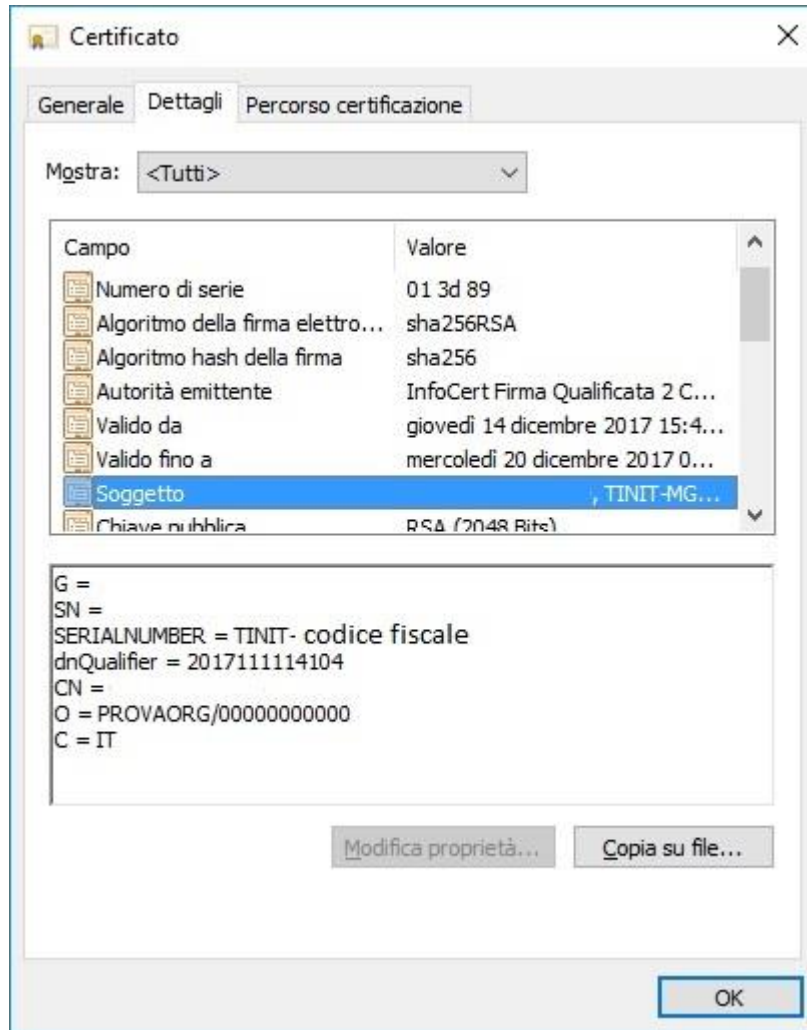 Certificato
Generale Dettagli Percorso certificazione
Mostra: <Tutti>
Campo Valore
Numero di serie 01 3d 89
Algoritmo della firma elettro... sha256RSA
Algoritmo hash della firma sha256
Autorità emittente InfoCert Firma Qualificata 2 C...
Valido da giovedì 14 dicembre 2017 15:4...
Valido fino a mercoledì 20 dicembre 2017 0...
Soggetto , TINIT-MG...
Chiave pubblica RSA (2048 Bits)
G =
SN =
SERIALNUMBER = TINIT- codice fiscale
dnQualifier = 2017111114104
CN =
O = PROVAORG/00000000000
C = IT
Modifica proprietà... Copia su file...
OK